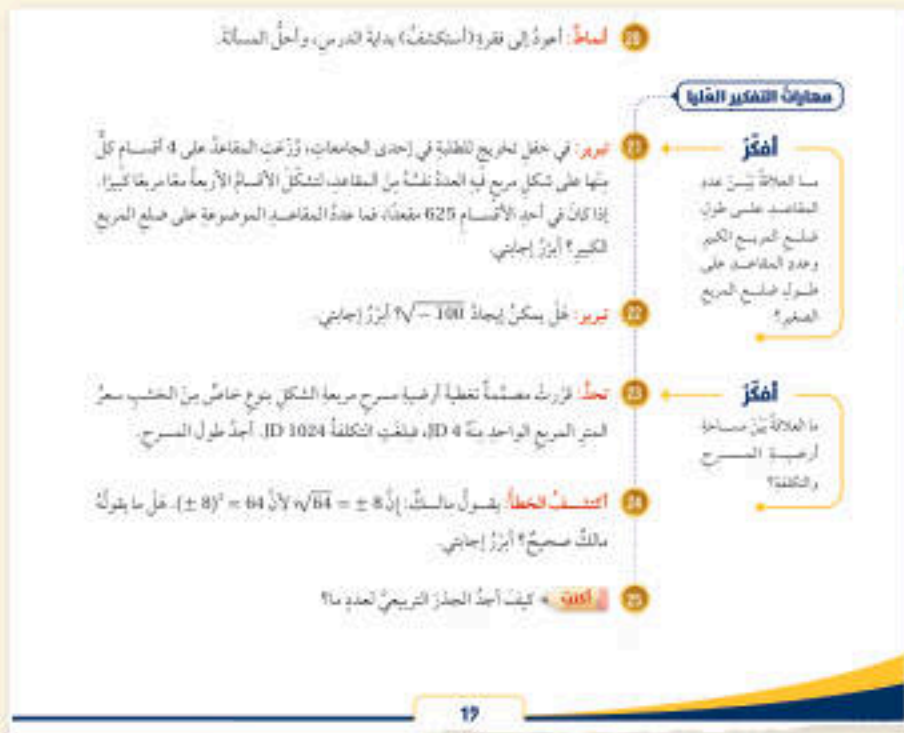 20 أنماطٌ: أعودُ إلى فقرةِ (أستكشفُ) بدايةَ الدرسِ، وأحلُّ المسألةَ.
مهاراتُ التفكيرِ العُليا
21 تبرير: في حفلِ تخريجٍ للطلبةِ في إحدى الجامعاتِ، وُزِّعتِ المقاعدُ على 4 أقسامٍ كلٌّ
منْها على شكلِ مربعٍ فيهِ العددُ نفسُهُ مِنَ المقاعدِ، لتشكّلَ الأقسامُ الأربعةُ معًا مربعًا كبيرًا.
إذا كانَ في أحدِ الأقسامِ 625 مقعدًا، فما عددُ المقاعدِ الموضوعةِ على ضلعِ المربعِ
الكبيرِ؟ أبرّرُ إجابتي.
أفكّرُ
ما العلاقةُ بيْنَ عددِ
المقاعدِ على طولِ
ضلعِ المربعِ الكبيرِ
وعددِ المقاعدِ على
طولِ ضلعِ المربعِ
الصغيرِ؟
22 تبرير: هلْ يمكنُ إيجادُ √−100؟ أبرّرُ إجابتي.
23 تحدٍّ: قرّرتْ مصمّمةٌ تغطيةَ أرضيةِ مسرحٍ مربعةِ الشكلِ بنوعٍ خاصٍّ مِنَ الخشبِ سعرُ
المترِ المربعِ الواحدِ منْهُ JD 4، فبلغتِ التكلفةُ JD 1024. أجدُ طولَ المسرحِ.
أفكّرُ
ما العلاقةُ بيْنَ مساحةِ
أرضيةِ المسرحِ
والتكلفةِ؟
24 أكتشفُ الخطأَ: يقولُ مالكٌ: إنَّ √64 = ± 8؛ لأنَّ (± 8)² = 64. هلْ ما يقولُهُ
مالكٌ صحيحٌ؟ أبرّرُ إجابتي.
25 أكتبُ كيفَ أجدُ الجذرَ التربيعيَّ لعددٍ ما؟
19